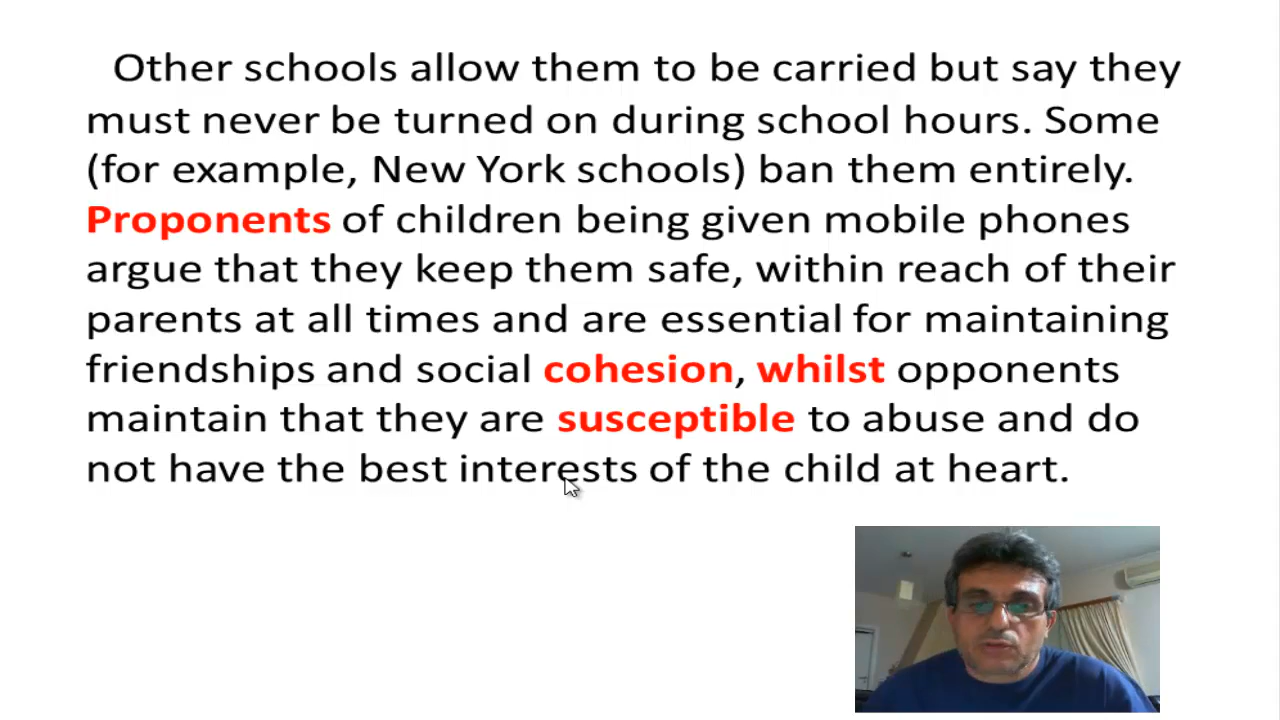 Other schools allow them to be carried but say they
must never be turned on during school hours. Some
(for example, New York schools) ban them entirely.
Proponents of children being given mobile phones
argue that they keep them safe, within reach of their
parents at all times and are essential for maintaining
friendships and social cohesion, whilst opponents
maintain that they are susceptible to abuse and do
not have the best interests of the child at heart.